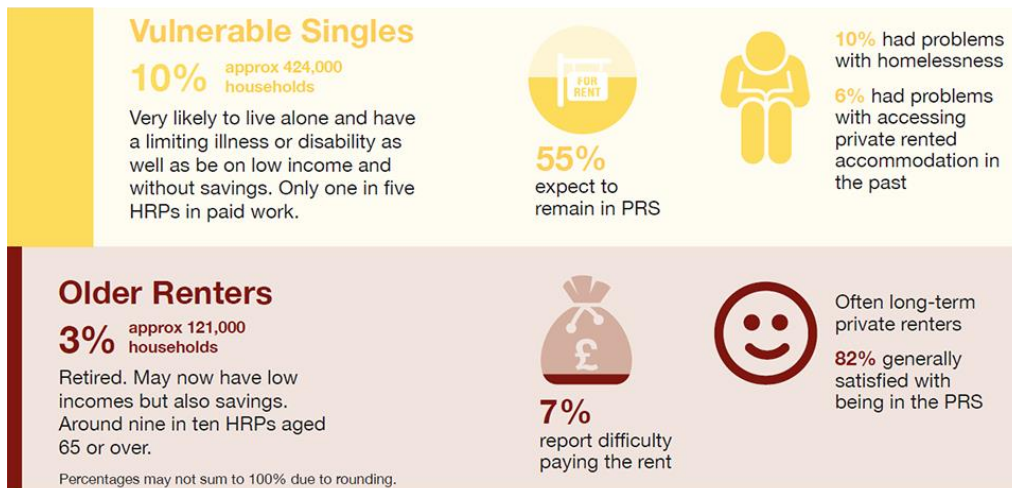 Vulnerable Singles
10% approx 424,000
households
Very likely to live alone and have
a limiting illness or disability as
well as be on low income and
without savings. Only one in five
HRPs in paid work.
FOR
RENT
55%
expect to
remain in PRS
10% had problems
with homelessness
6% had problems
with accessing
private rented
accommodation in
the past
Older Renters
3% approx 121,000
households
Retired. May now have low
incomes but also savings.
Around nine in ten HRPs aged
65 or over.
Percentages may not sum to 100% due to rounding.
£
7%
report difficulty
paying the rent
Often long-term
private renters
82% generally
satisfied with
being in the PRS